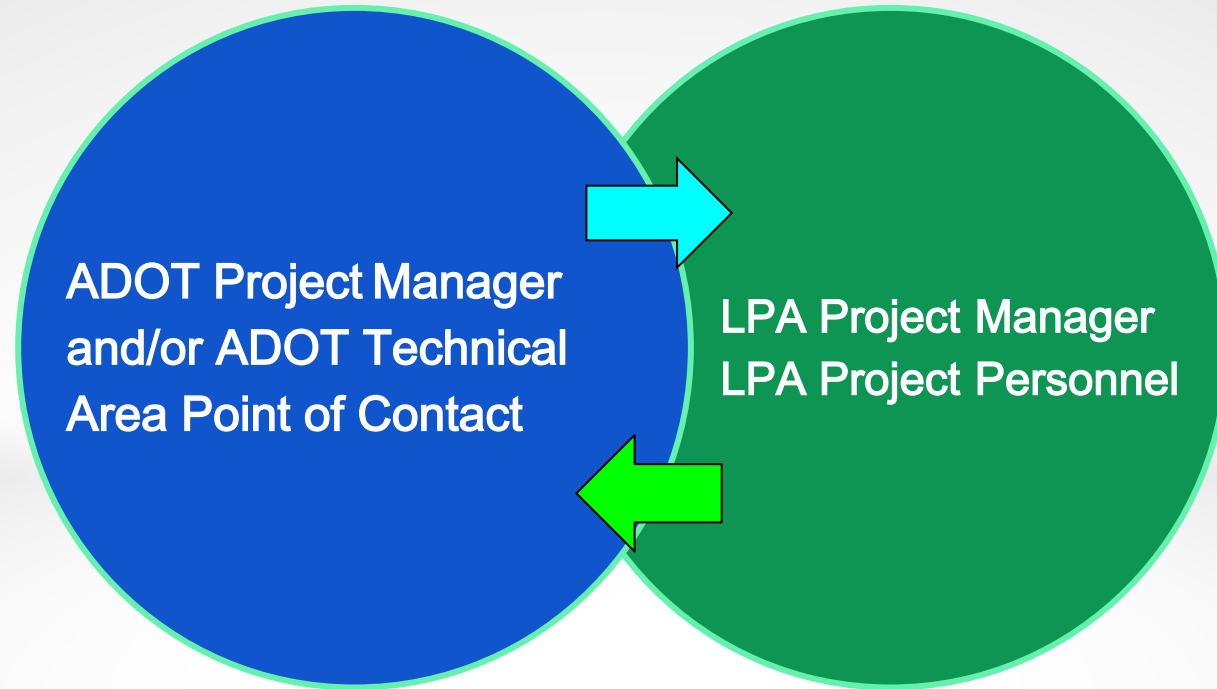 ADOT Project Manager
and/or ADOT Technical
Area Point of Contact
LPA Project Manager
LPA Project Personnel